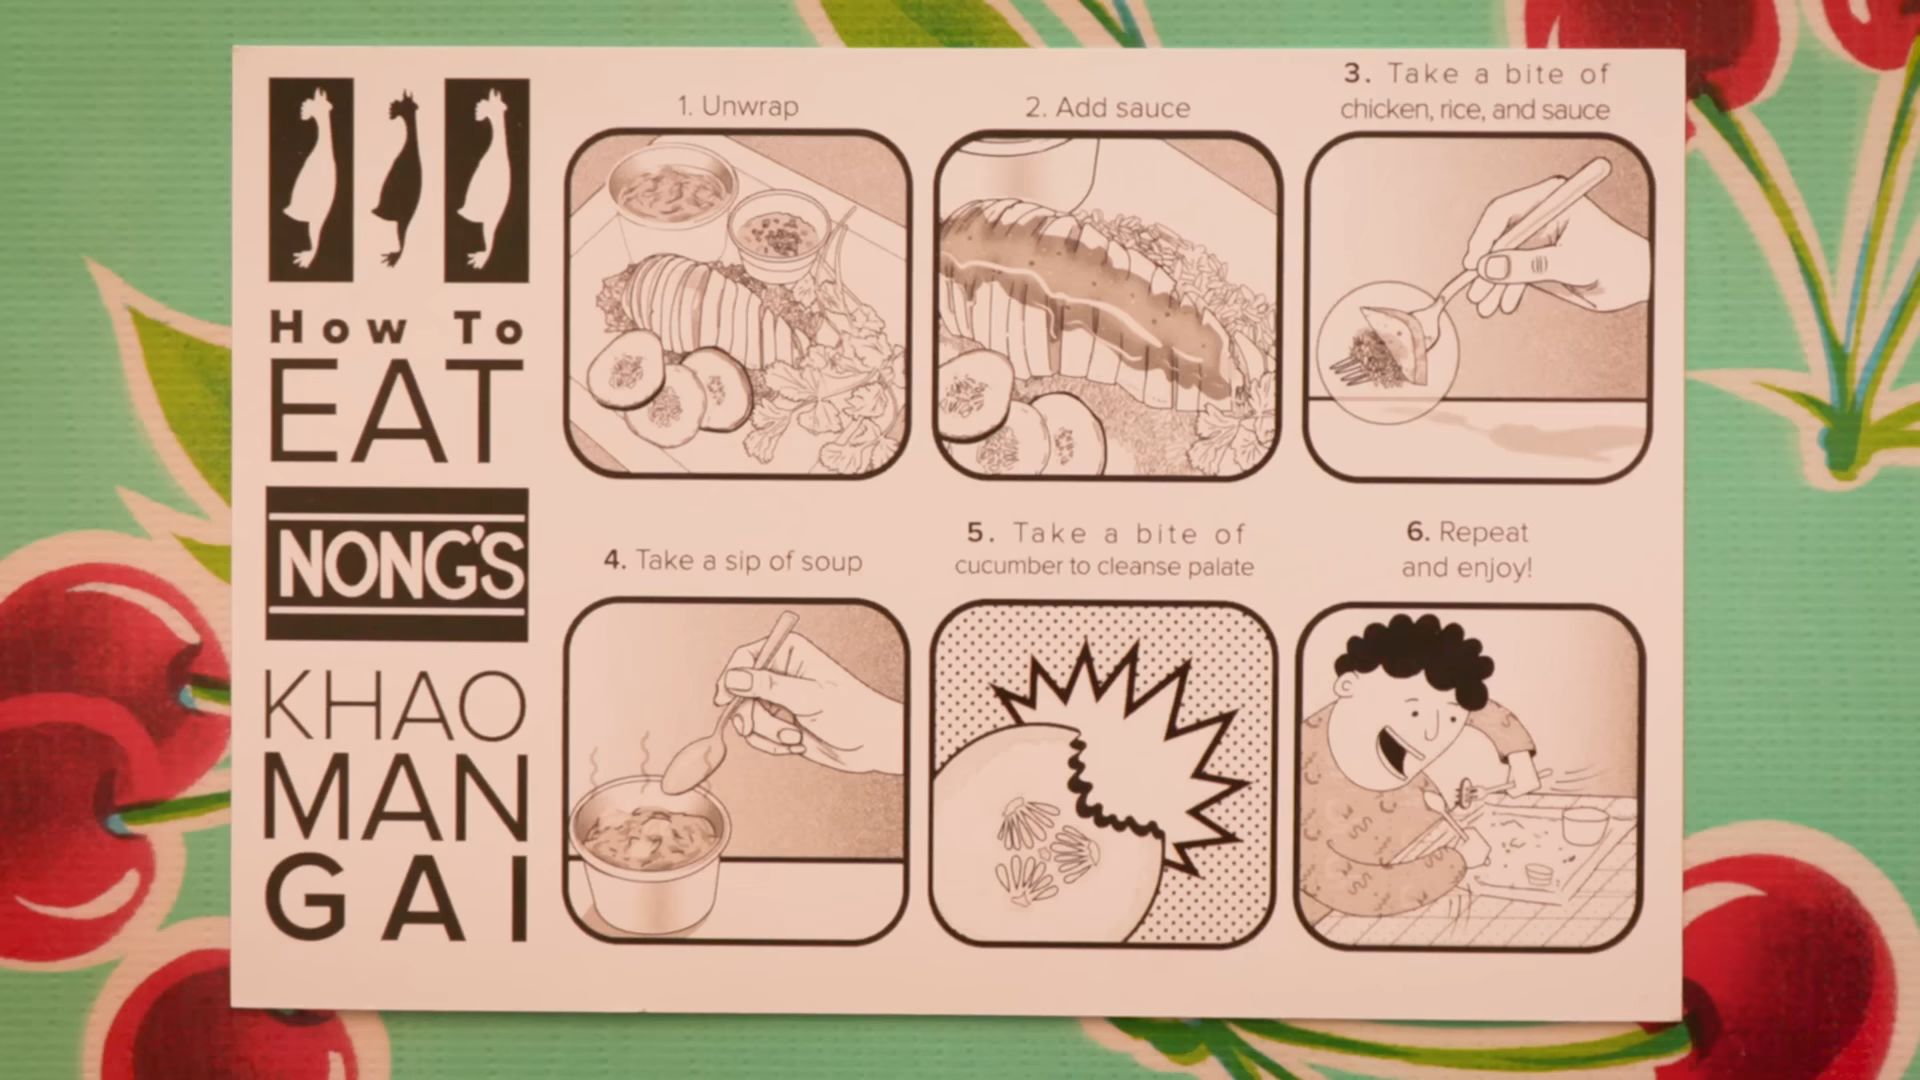 How To
EAT
NONG'S
KHAO
MAN
GAI
1. Unwrap
2. Add sauce
3. Take a bite of
chicken, rice, and sauce
4. Take a sip of soup
5. Take a bite of
cucumber to cleanse palate
6. Repeat
and enjoy!